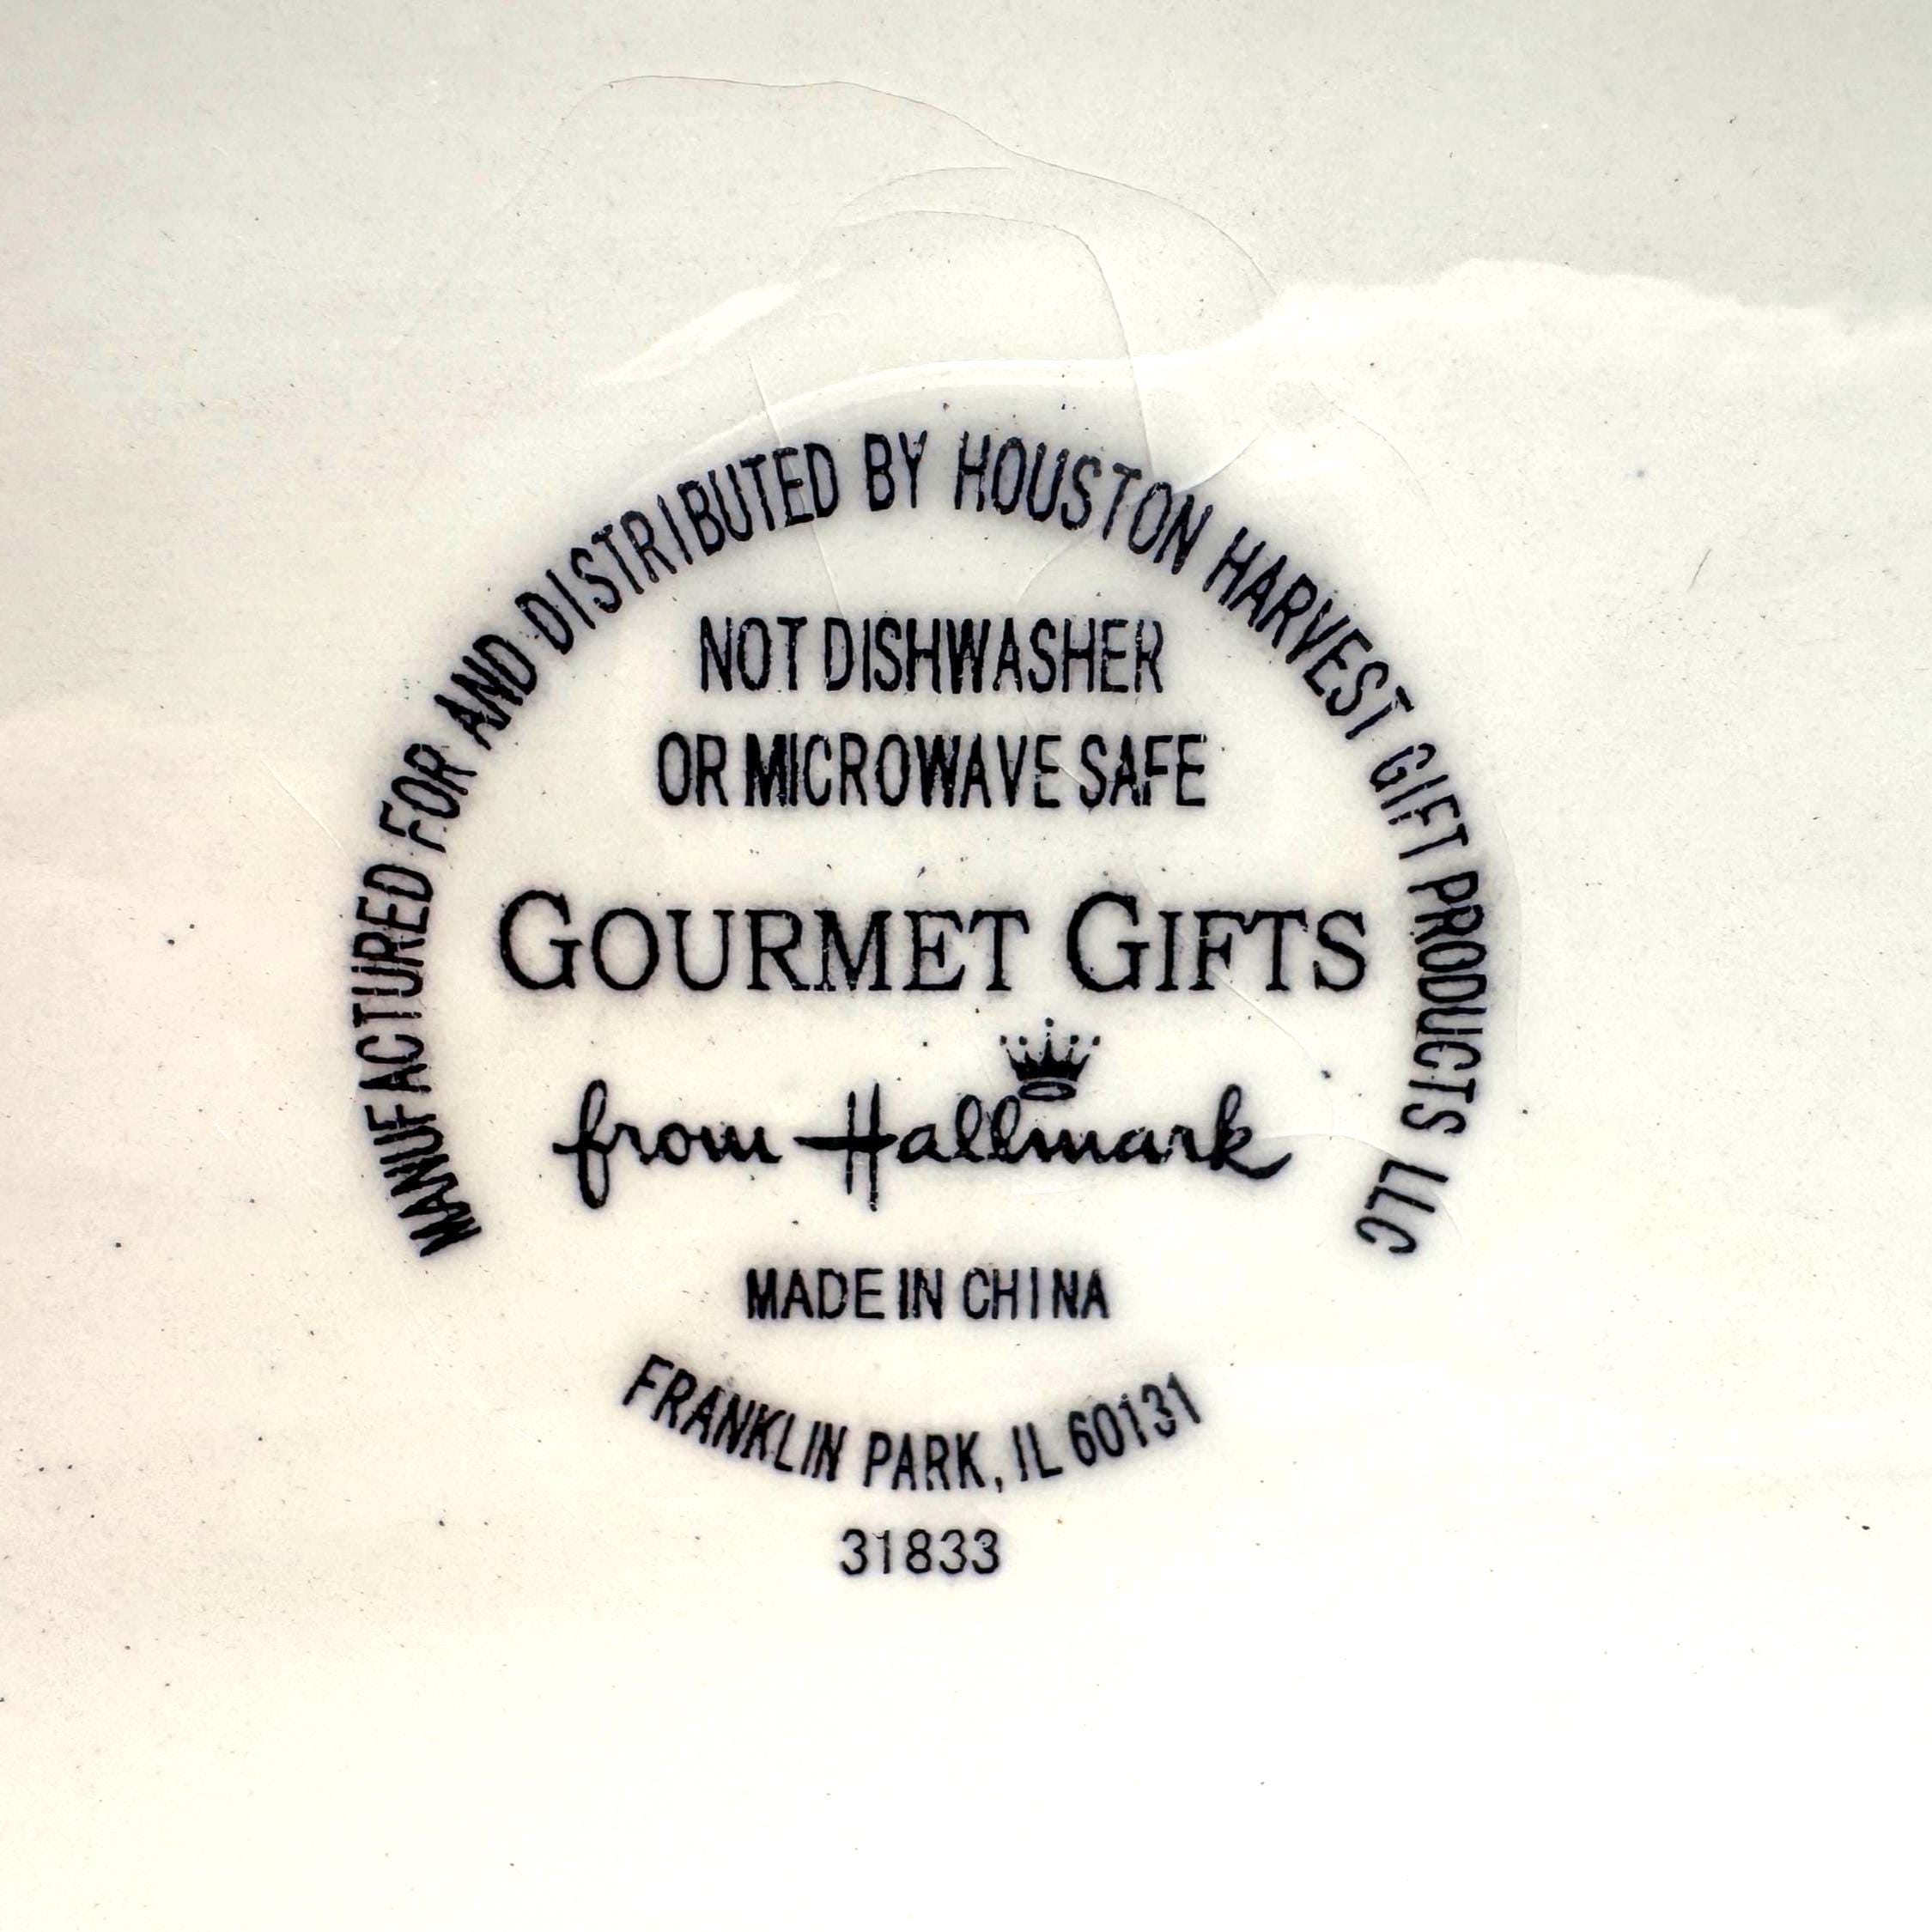 MANUFACTURED FOR AND DISTRIBUTED BY HOUSTON HARVEST GIFT PRODUCTS LLC
NOT DISHWASHER
OR MICROWAVE SAFE
GOURMET GIFTS
from Hallmark
MADE IN CHINA
FRANKLIN PARK, IL 60131
31833